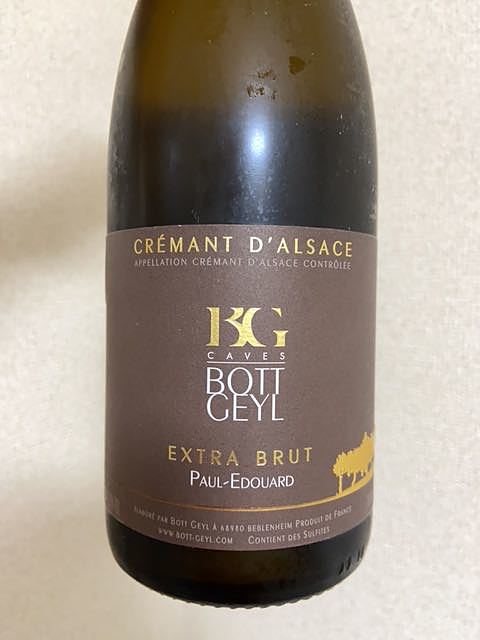 CRÉMANT D'ALSACE
APPELLATION CRÉMANT D'ALSACE CONTRÔLÉE
BG
CAVES
BOTT
GEYL
EXTRA BRUT
PAUL-EDOUARD
ELABORÉ PAR BOTT GEYL À 68980 BEBLENHEIM PRODUIT DE FRANCE
WWW.BOTT-GEYL.COM CONTIENT DES SULFITES